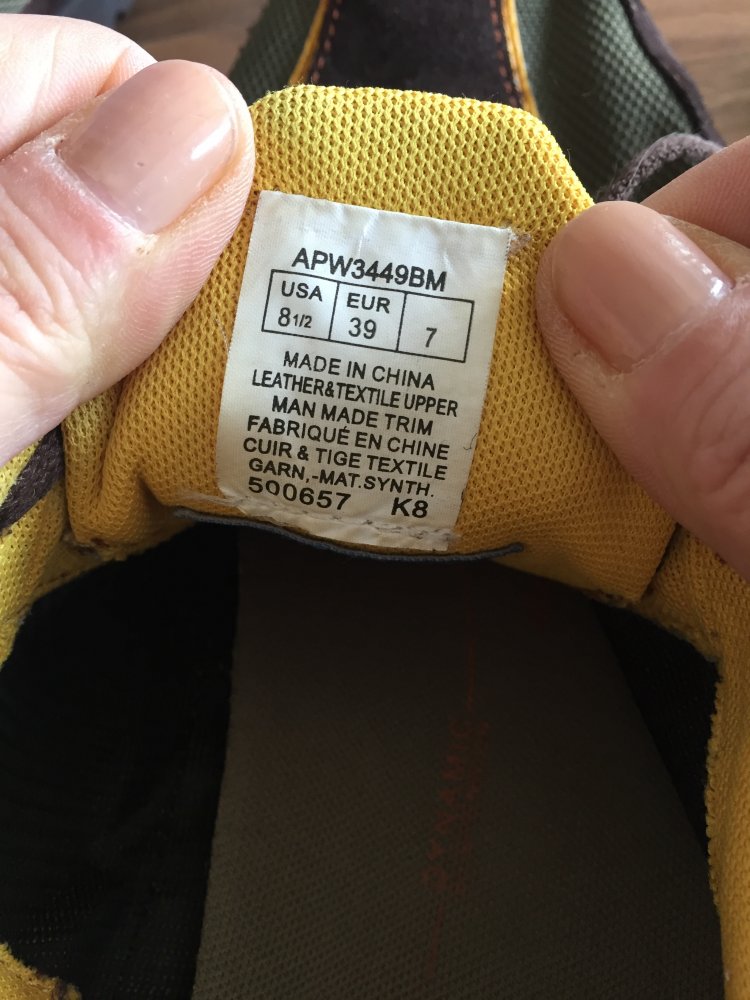 APW3449BM
USA EUR
8 1/2 39 7
MADE IN CHINA
LEATHER&TEXTILE UPPER
MAN MADE TRIM
FABRIQUÉ EN CHINE
CUIR & TIGE TEXTILE
GARN,-MAT.SYNTH.
500657 K8
DYNAMIC